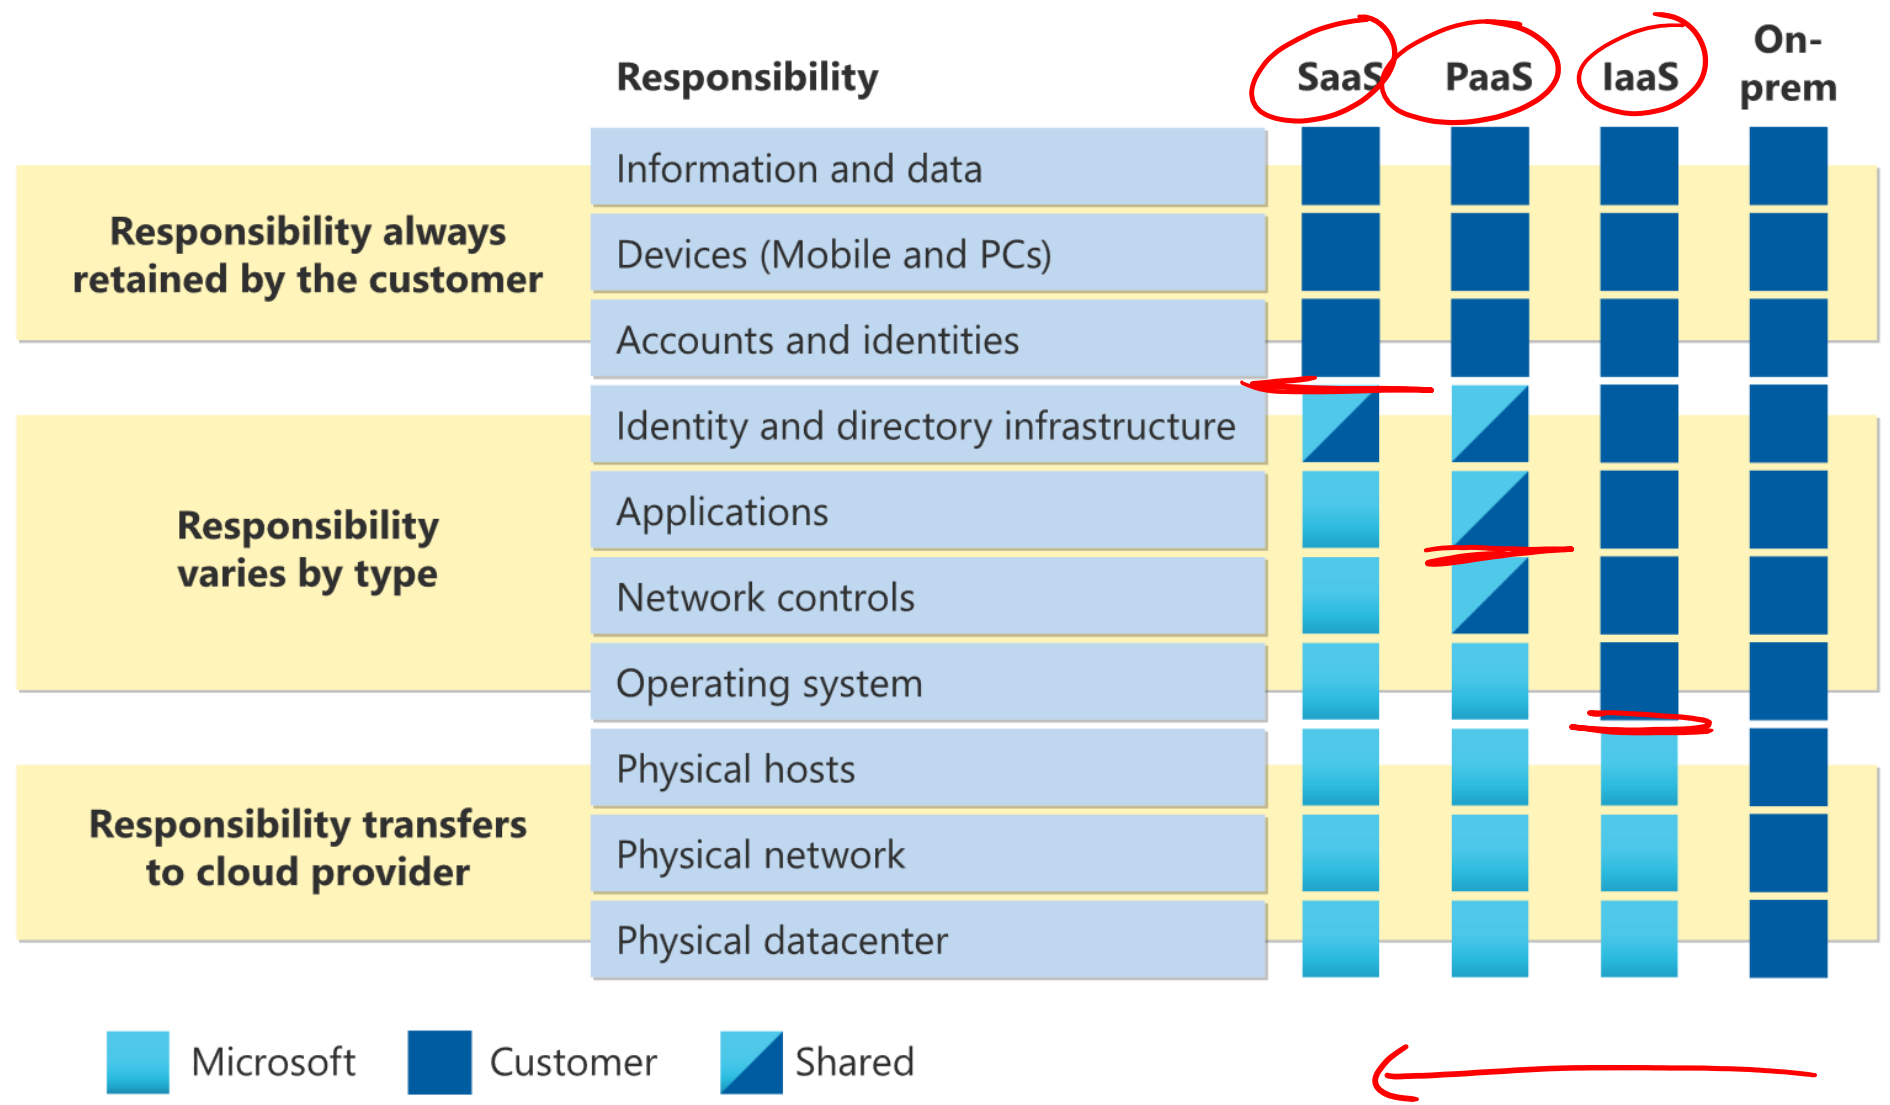 Responsibility SaaS PaaS IaaS On-
prem
Information and data
Responsibility always
retained by the customer
Devices (Mobile and PCs)
Accounts and identities
Identity and directory infrastructure
Responsibility
varies by type
Applications
Network controls
Operating system
Physical hosts
Responsibility transfers
to cloud provider
Physical network
Physical datacenter
Microsoft Customer Shared